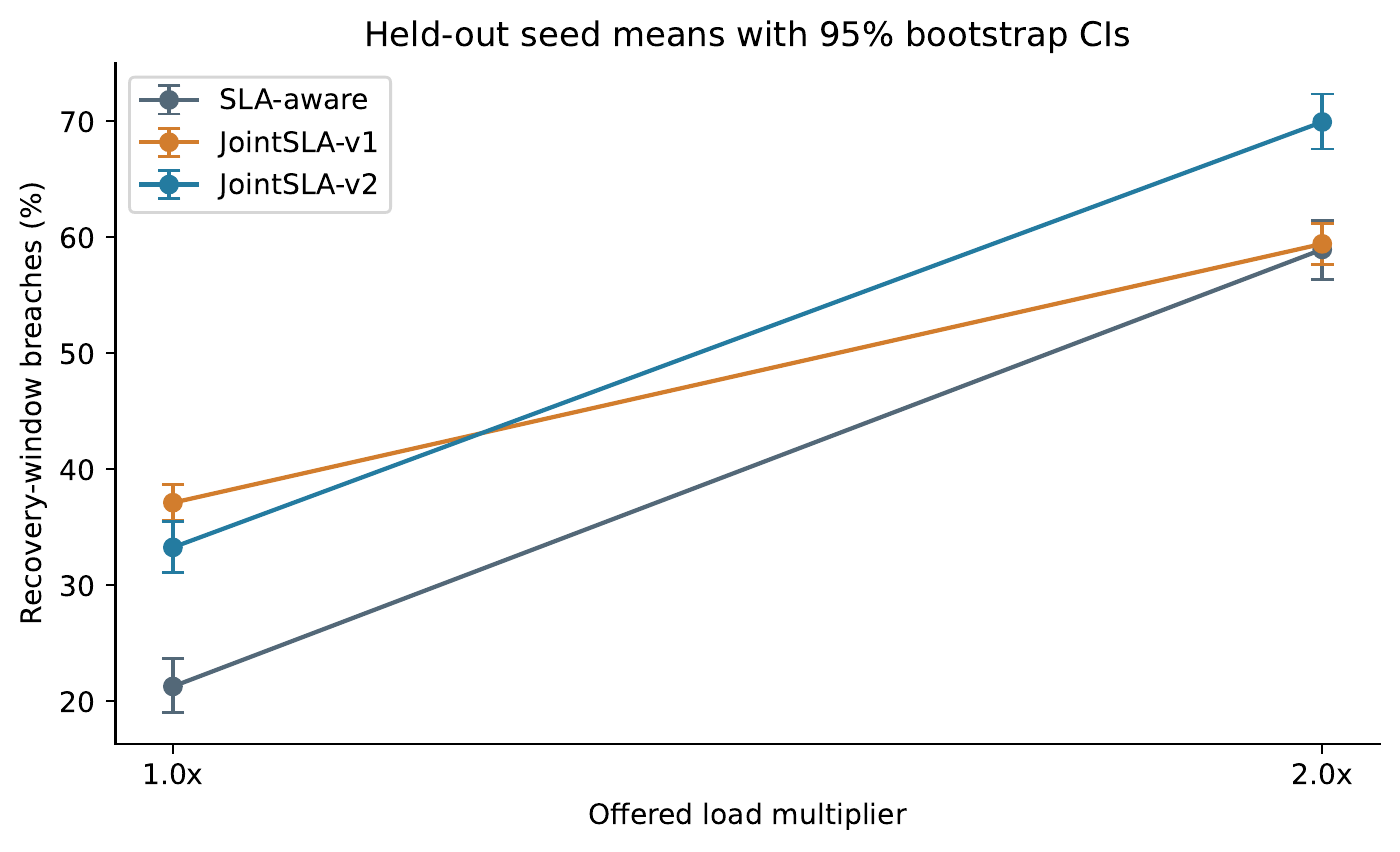 Held-out seed means with 95% bootstrap CIs
SLA-aware
JointSLA-v1
JointSLA-v2
Recovery-window breaches (%)
70
60
50
40
30
20
1.0x
2.0x
Offered load multiplier